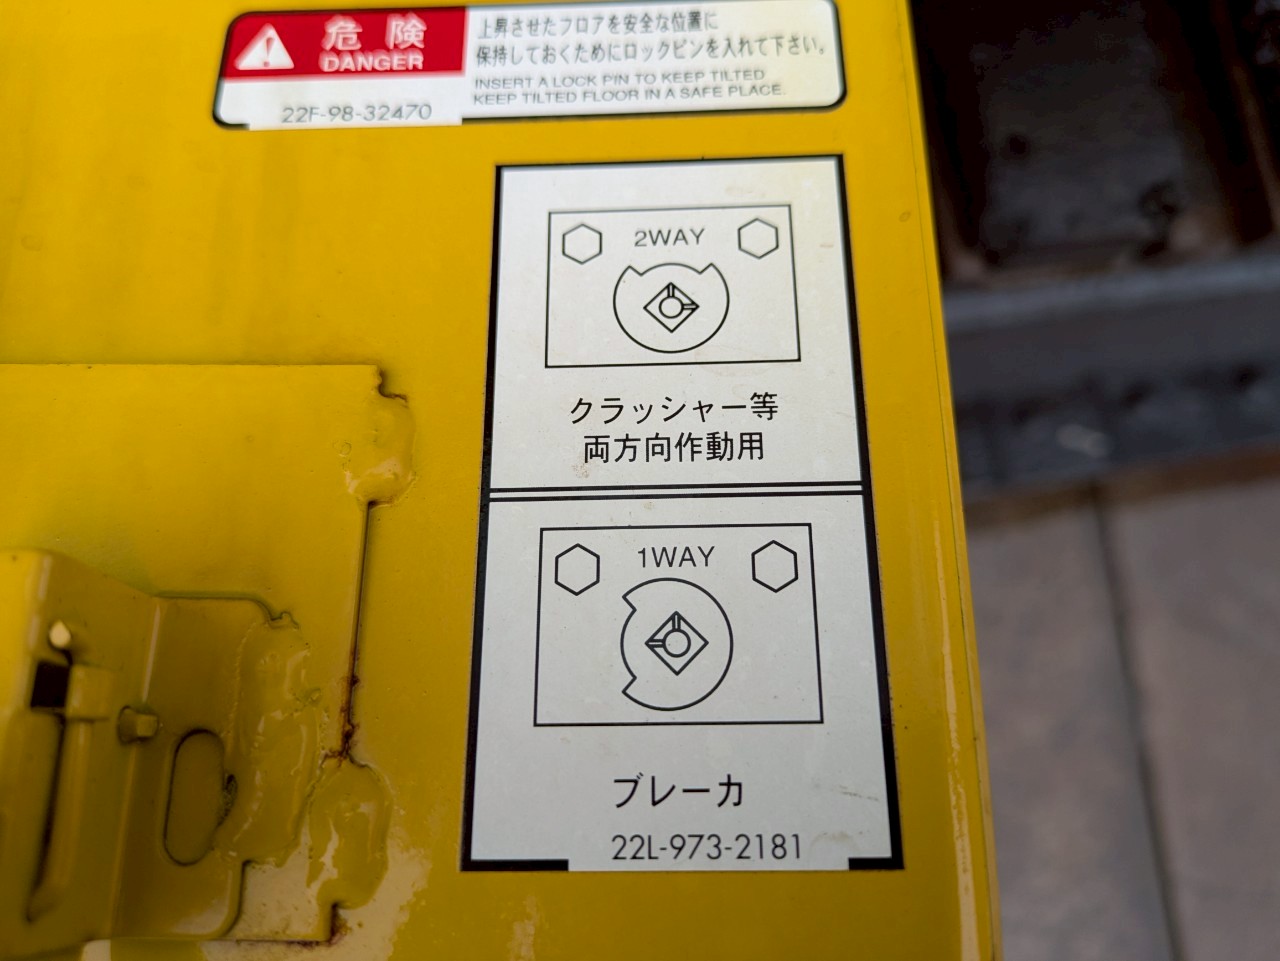 危険
DANGER
22F-98-32470
上昇させたフロアを安全な位置に
保持しておくためにロックピンを入れて下さい。
INSERT A LOCK PIN TO KEEP TILTED
KEEP TILTED FLOOR IN A SAFE PLACE.
2WAY
クラッシャー等
両方向作動用
1WAY
ブレーカ
22L-973-2181